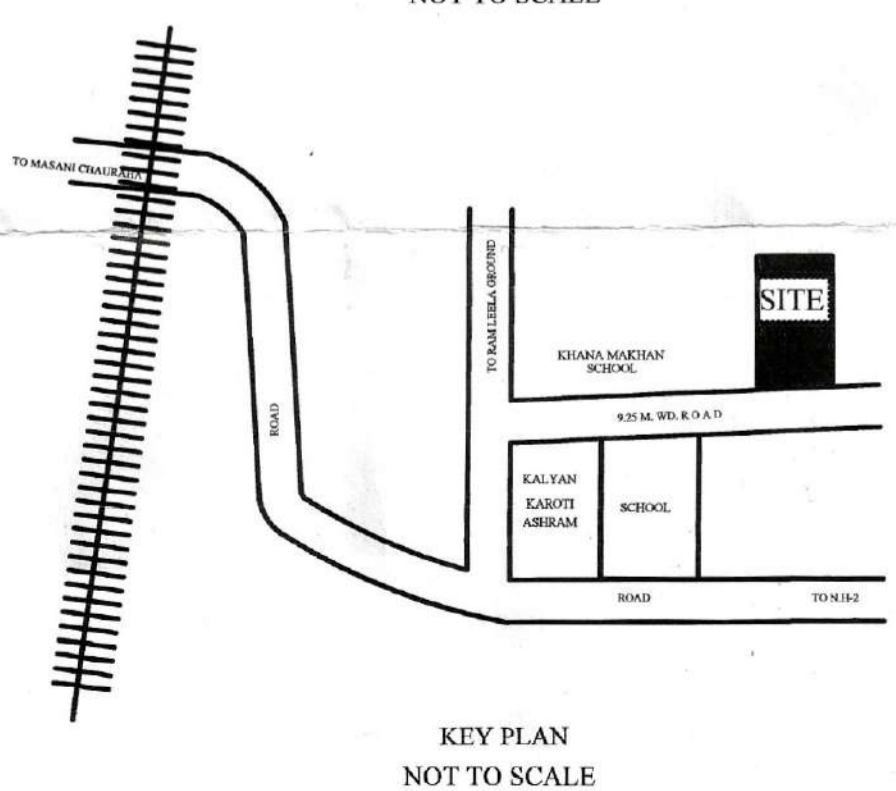 NOT TO SCALE
TO MASANI CHAURAHA
TO RAM LEELA GROUND
SITE
KHANA MAKHAN
SCHOOL
ROAD
9.25 M. WD. R O A D
KALYAN
KAROTI
ASHRAM
SCHOOL
ROAD
TO N.H-2
KEY PLAN
NOT TO SCALE